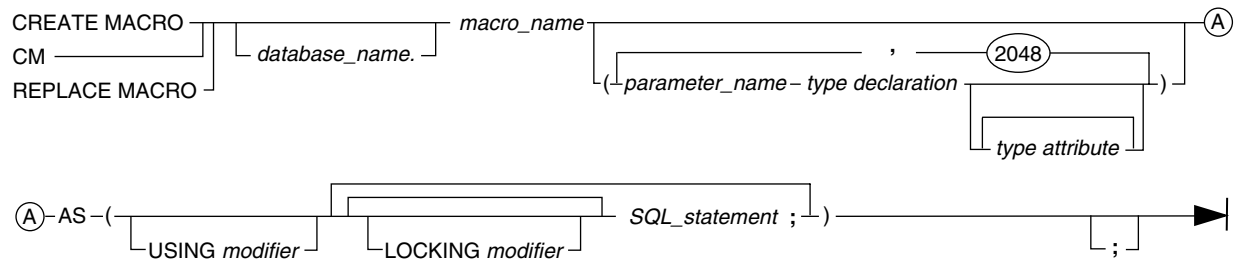 CREATE MACRO
CM
REPLACE MACRO
database_name.
macro_name
A
,
2048
( parameter_name type declaration )
type attribute
A AS (
USING modifier
LOCKING modifier
SQL_statement ; )
;